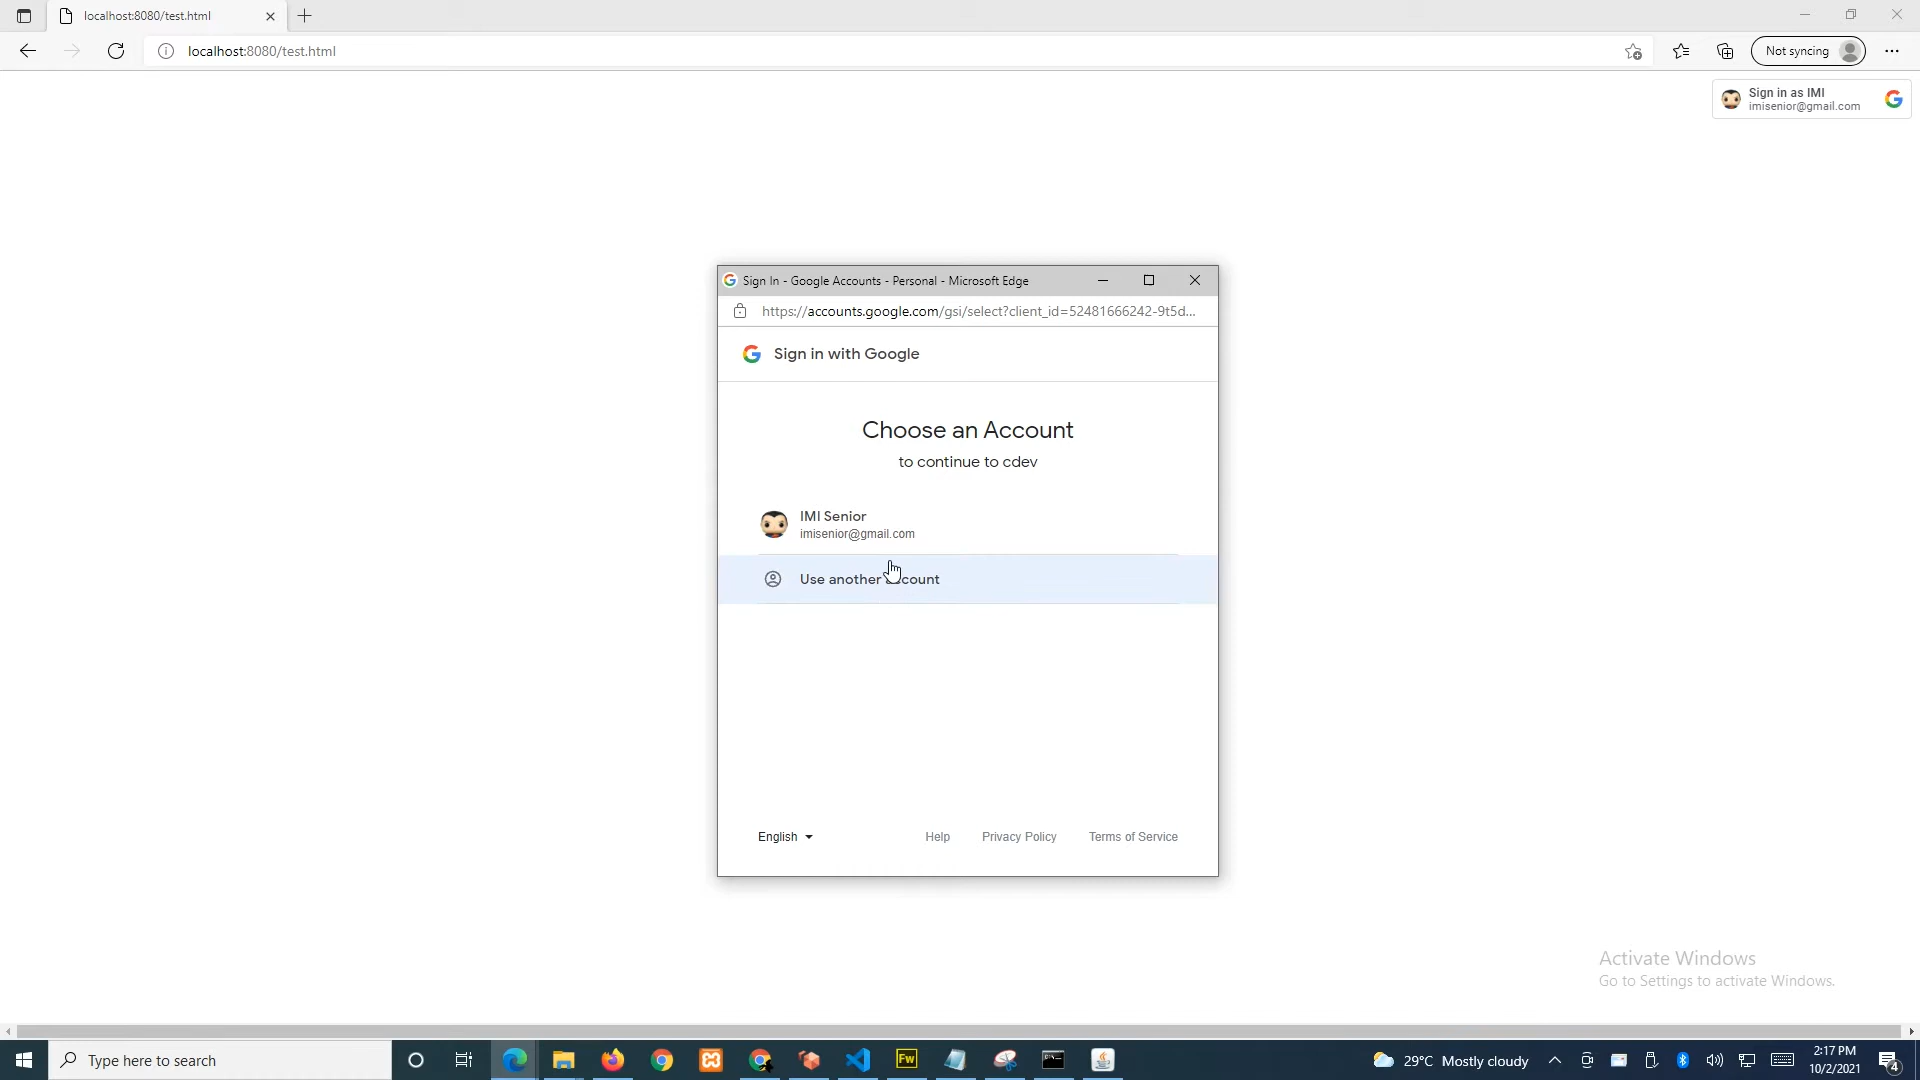 localhost:8080/test.html
localhost:8080/test.html
Not syncing
Sign in as IMI
imisenior@gmail.com
Sign In - Google Accounts - Personal - Microsoft Edge
https://accounts.google.com/gsi/select?client_id=52481666242-9t5d...
Sign in with Google
Choose an Account
to continue to cdev
IMI Senior
imisenior@gmail.com
Use another account
English
Help
Privacy Policy
Terms of Service
Activate Windows
Go to Settings to activate Windows.
Type here to search
Fw
29°C Mostly cloudy
2:17 PM
10/2/2021
4